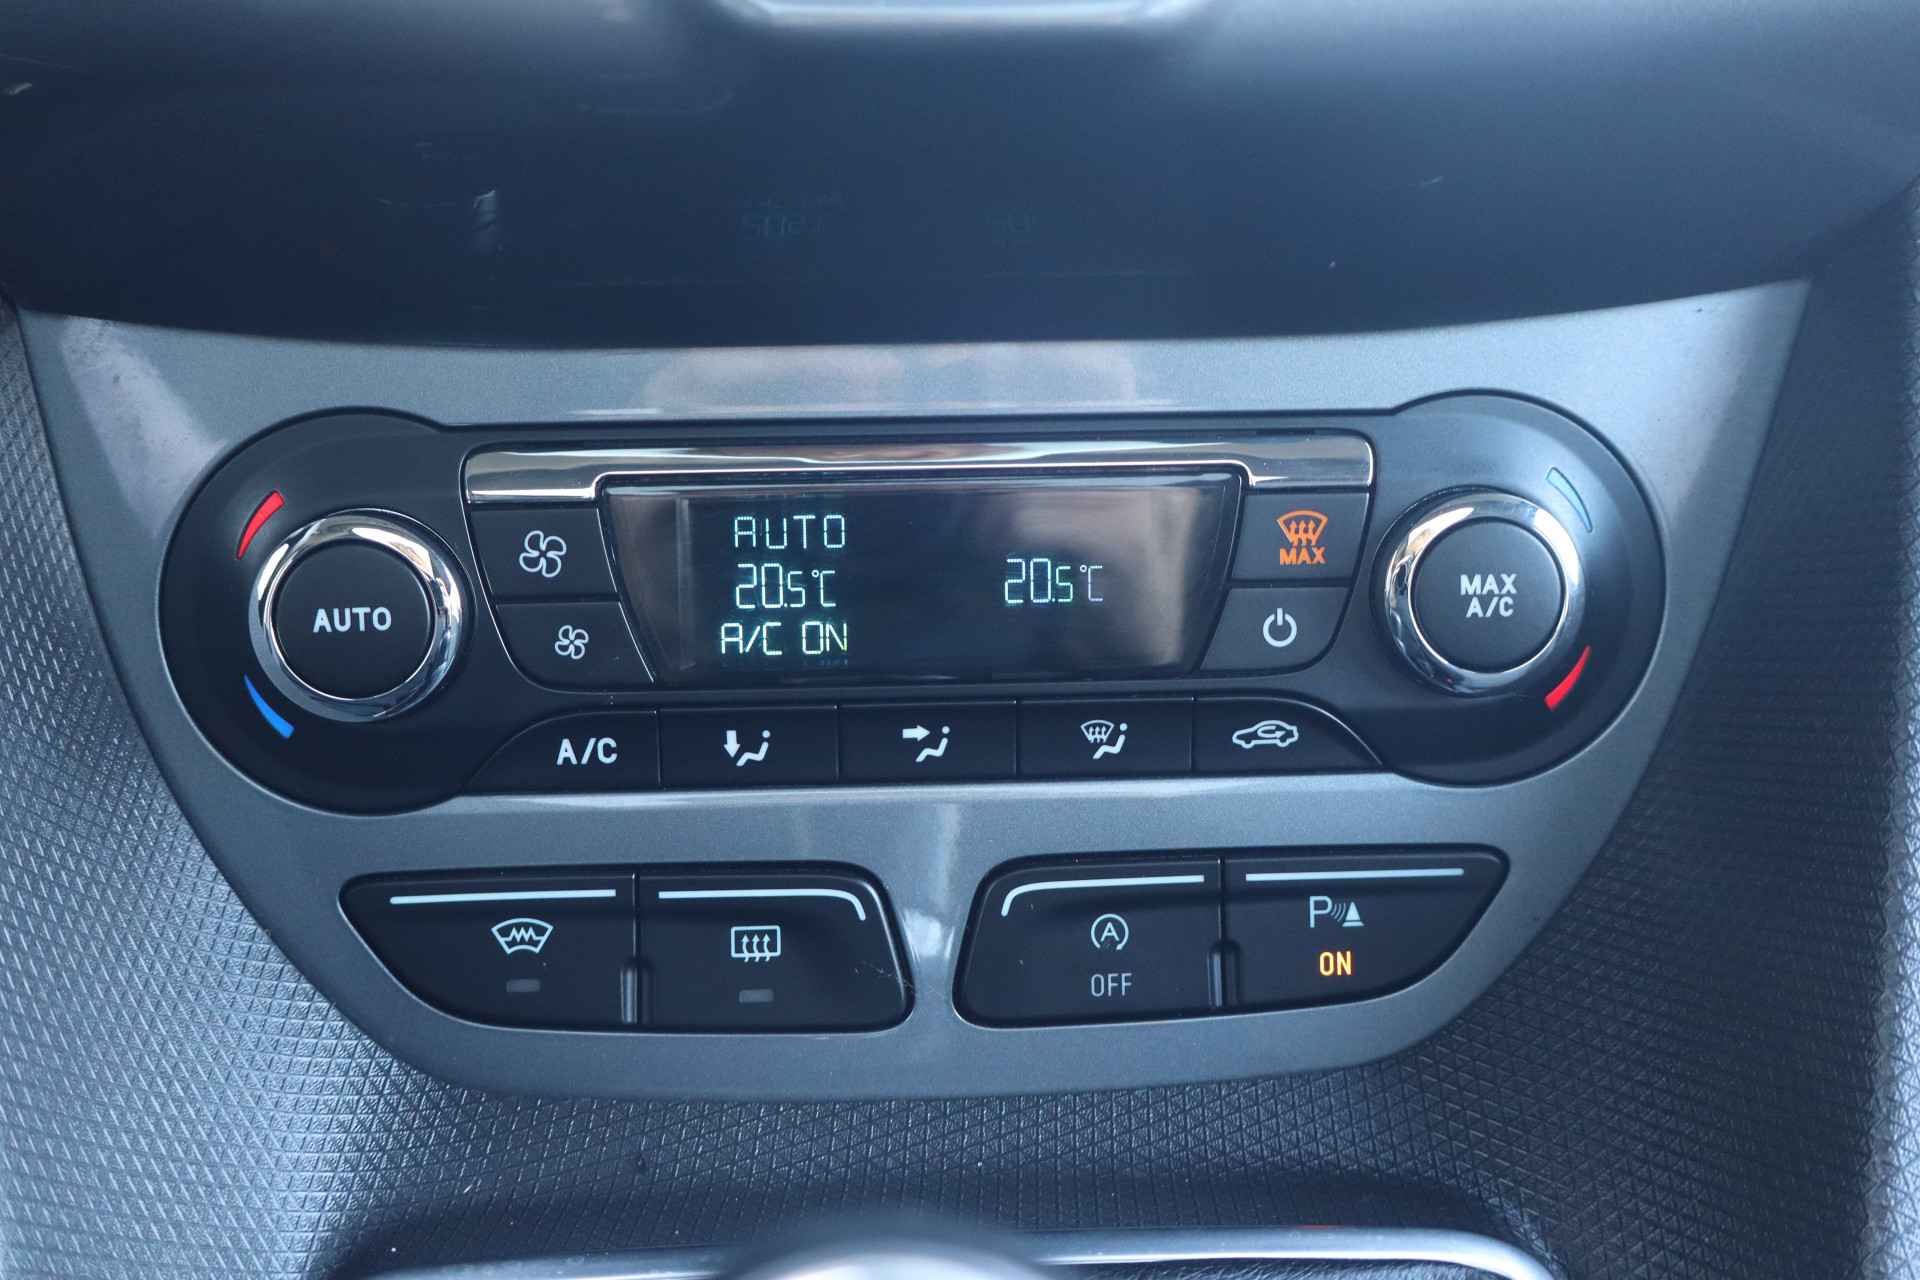 AUTO
20.5°C 20.5°C
A/C ON
AUTO
MAX
MAX
A/C
A/C
OFF
P
ON